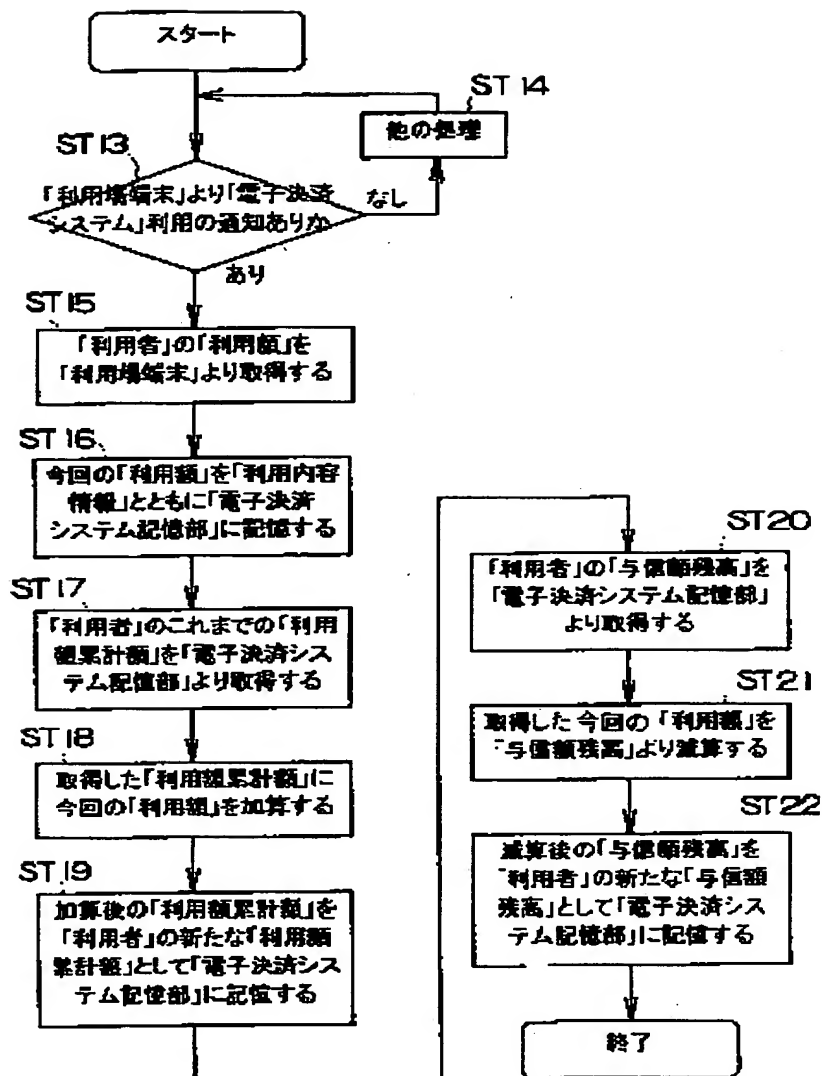 スタート
ST14
他の処理
ST13
「利用場端末」より「電子決済
システム」利用の通知ありか
なし
あり
ST15
「利用者」の「利用額」を
「利用場端末」より取得する
ST16
今回の「利用額」を「利用内容
情報」とともに「電子決済
システム記憶部」に記憶する
ST17
「利用者」のこれまでの「利用
額累計額」を「電子決済シス
テム記憶部」より取得する
ST18
取得した「利用額累計額」に
今回の「利用額」を加算する
ST19
加算後の「利用額累計額」を
「利用者」の新たな「利用額
累計額」として「電子決済シス
テム記憶部」に記憶する
ST20
「利用者」の「与信額残高」を
「電子決済システム記憶部」
より取得する
ST21
取得した今回の「利用額」を
「与信額残高」より減算する
ST22
減算後の「与信額残高」を
「利用者」の新たな「与信額
残高」として「電子決済シス
テム記憶部」に記憶する
終了